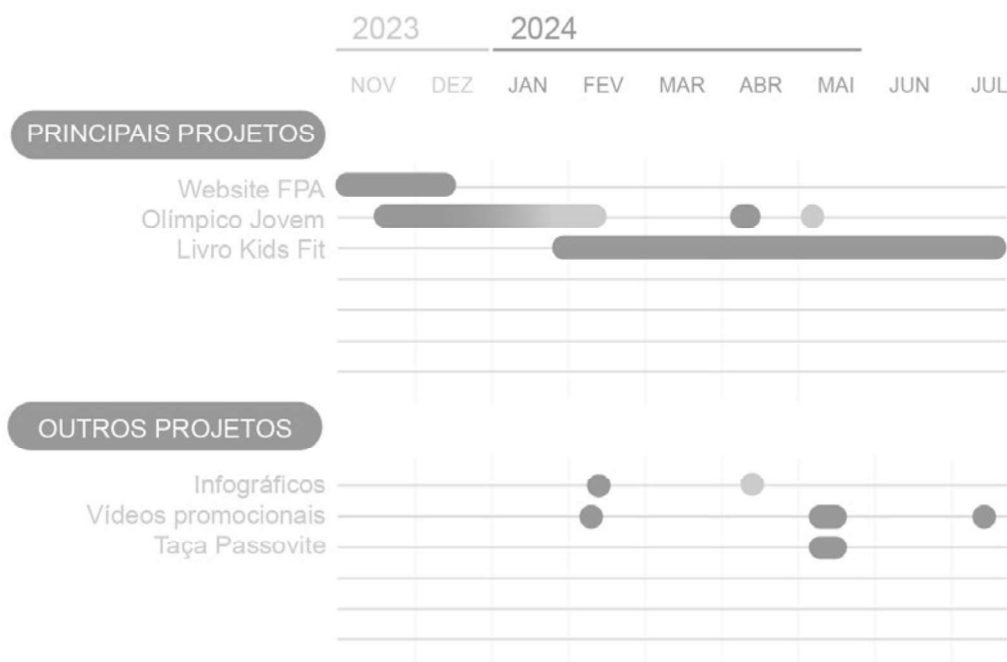 2023 2024
NOV DEZ JAN FEV MAR ABR MAI JUN JUL
PRINCIPAIS PROJETOS
Website FPA
Olímpico Jovem
Livro Kids Fit
OUTROS PROJETOS
Infográficos
Vídeos promocionais
Taça Passovite